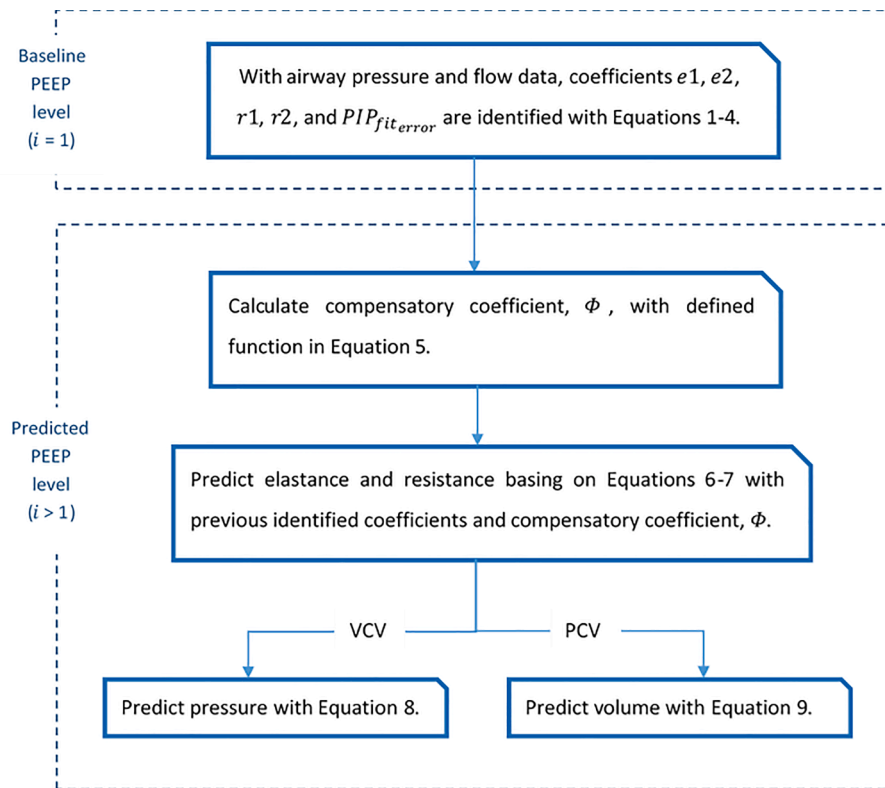 Baseline
PEEP
level
(i = 1)
With airway pressure and flow data, coefficients e1, e2,
r1, r2, and PIP_{fit_{error}} are identified with Equations 1-4.
Calculate compensatory coefficient, Φ , with defined
function in Equation 5.
Predicted
PEEP
level
(i > 1)
Predict elastance and resistance basing on Equations 6-7 with
previous identified coefficients and compensatory coefficient, Φ.
VCV
PCV
Predict pressure with Equation 8.
Predict volume with Equation 9.